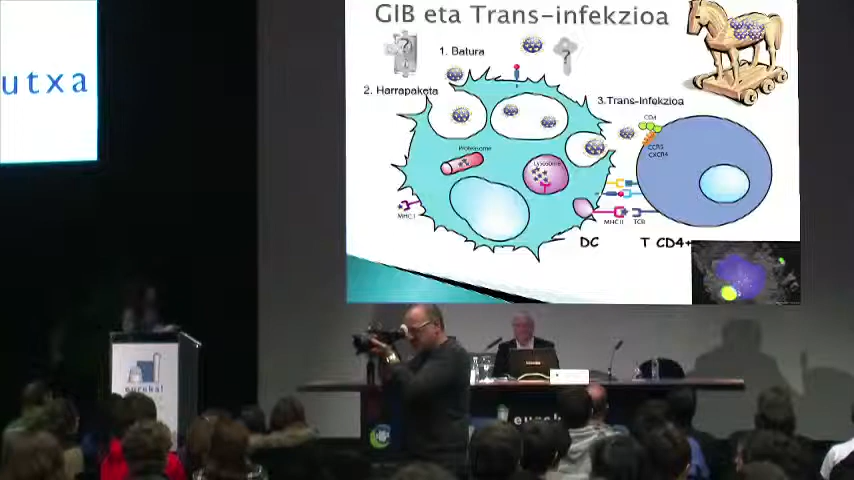 utxa
GIB eta Trans-infekzioa
1. Batura
2. Harrapaketa
3.Trans-Infekzioa
CD4
CCR5
CXCR4
Proteasome
Lysosome
MHC I
MHC II
TCR
DC
T CD4+